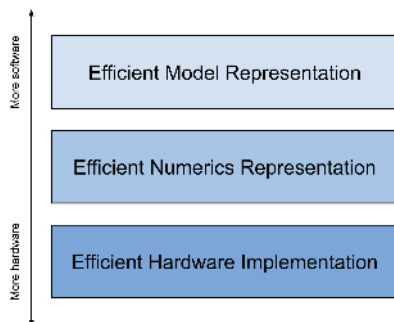 More software
Efficient Model Representation
Efficient Numerics Representation
More hardware
Efficient Hardware Implementation